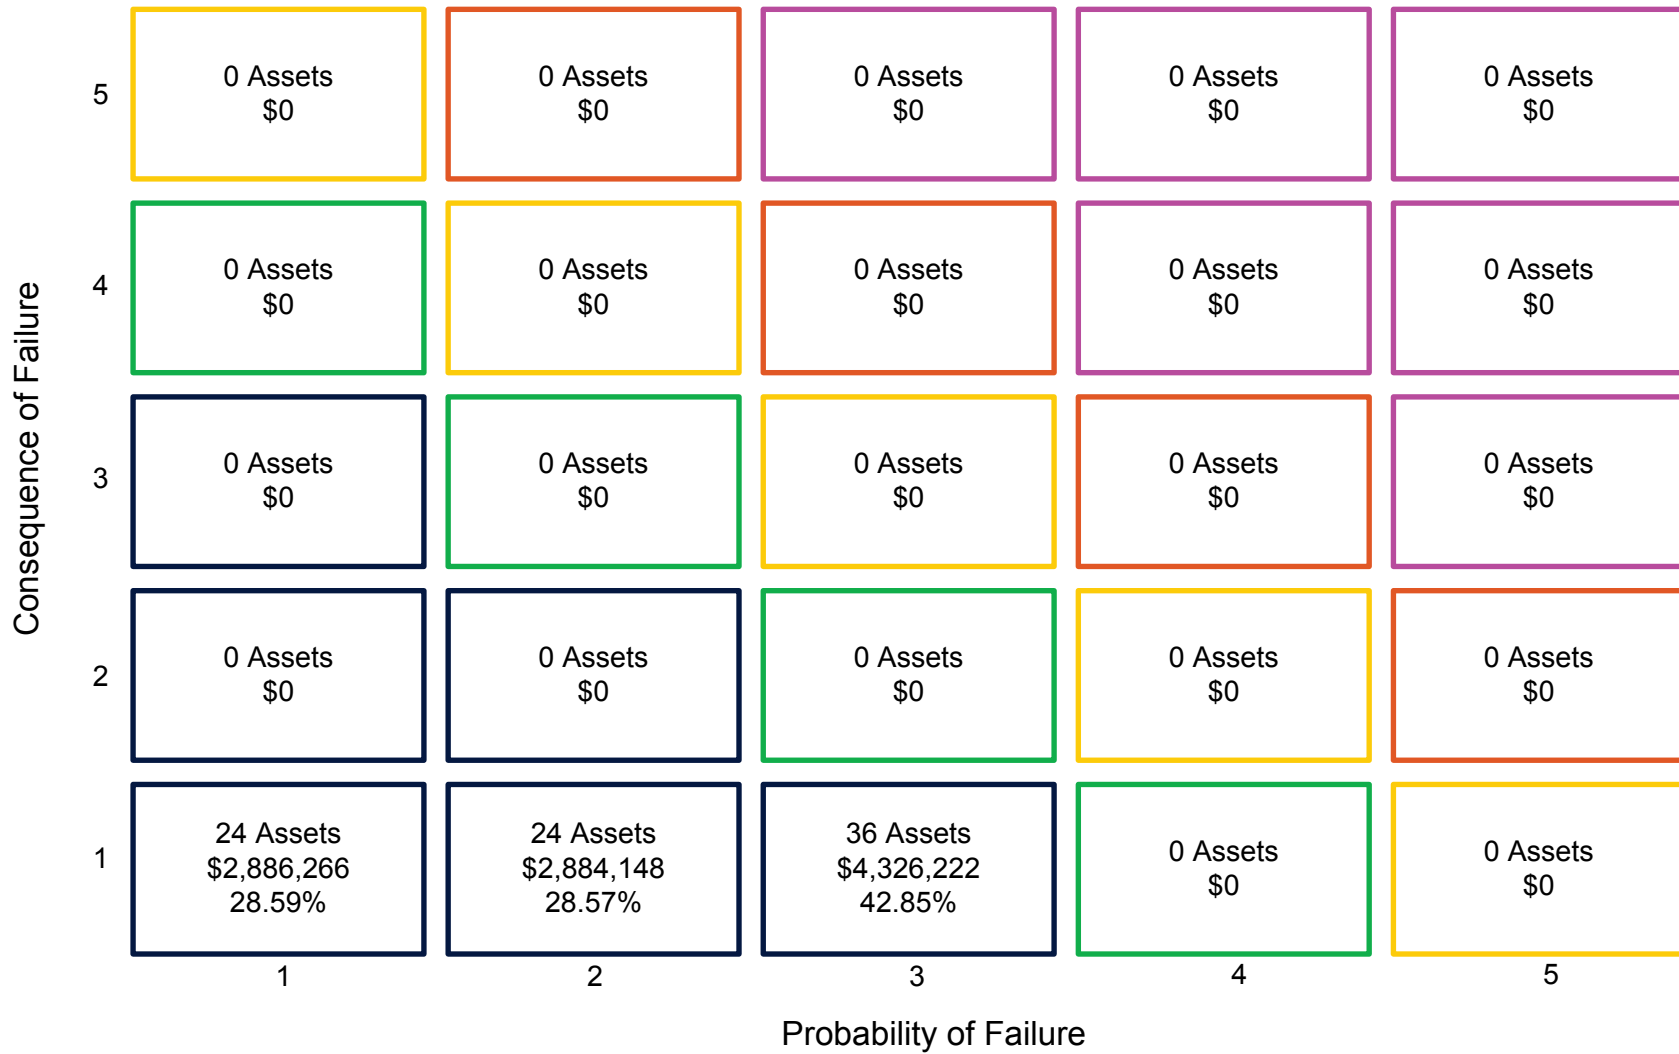 Consequence of Failure
5
0 Assets
$0
0 Assets
$0
0 Assets
$0
0 Assets
$0
0 Assets
$0
4
0 Assets
$0
0 Assets
$0
0 Assets
$0
0 Assets
$0
0 Assets
$0
3
0 Assets
$0
0 Assets
$0
0 Assets
$0
0 Assets
$0
0 Assets
$0
2
0 Assets
$0
0 Assets
$0
0 Assets
$0
0 Assets
$0
0 Assets
$0
1
24 Assets
$2,886,266
28.59%
24 Assets
$2,884,148
28.57%
36 Assets
$4,326,222
42.85%
0 Assets
$0
0 Assets
$0
1
2
3
4
5
Probability of Failure